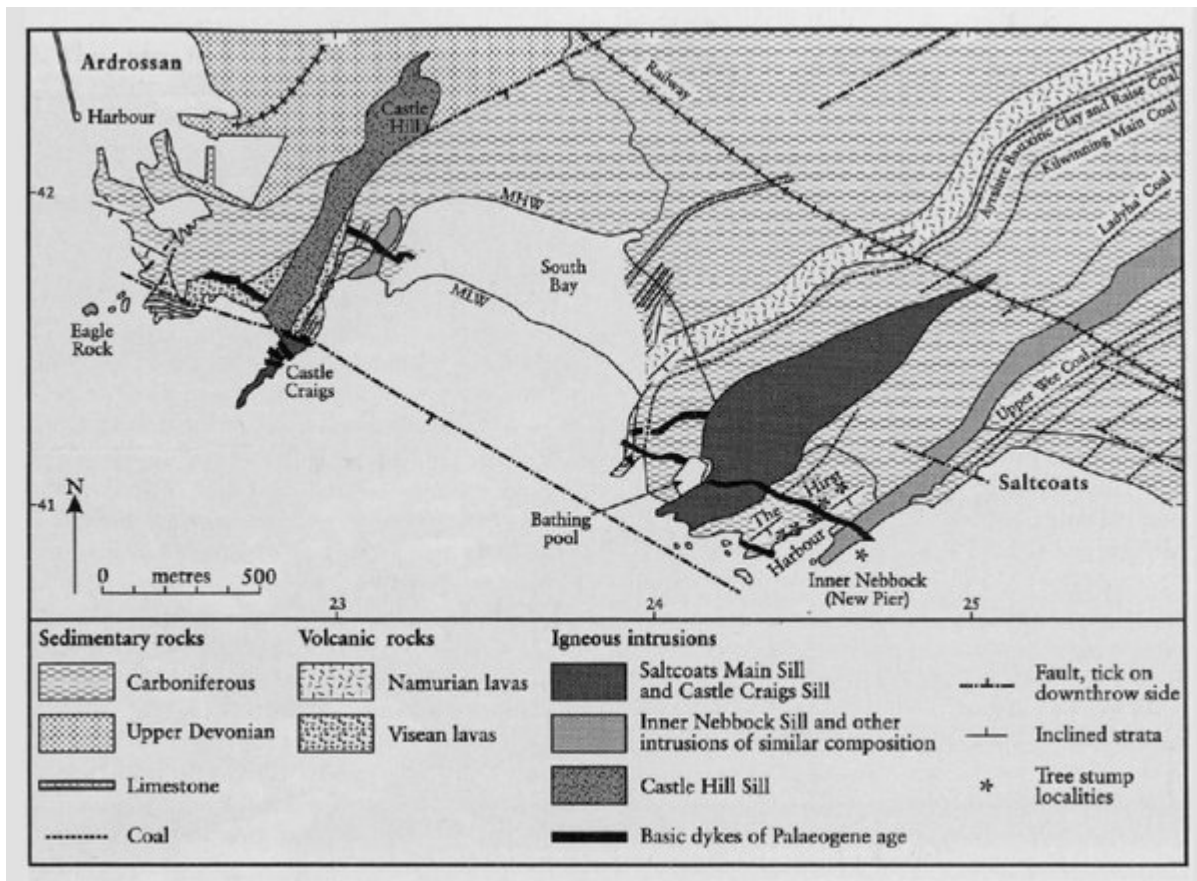 Ardrossan
Harbour
Castle
Hill
Railway
Ayrshire Bauxitic Clay and Raise Coal
Kilwinning Main Coal
Ladyha' Coal
42
MHW
South
Bay
MLW
Eagle
Rock
Castle
Craigs
Upper Wee Coal
Saltcoats
41
N
The Hirst
Harbour
Bathing
pool
0 metres 500
Inner Nebbock
(New Pier)
23
24
25
Sedimentary rocks
Carboniferous
Upper Devonian
Limestone
Coal
Volcanic rocks
Namurian lavas
Visean lavas
Igneous intrusions
Saltcoats Main Sill
and Castle Craigs Sill
Inner Nebbock Sill and other
intrusions of similar composition
Castle Hill Sill
Basic dykes of Palaeogene age
Fault, tick on
downthrow side
Inclined strata
Tree stump
localities